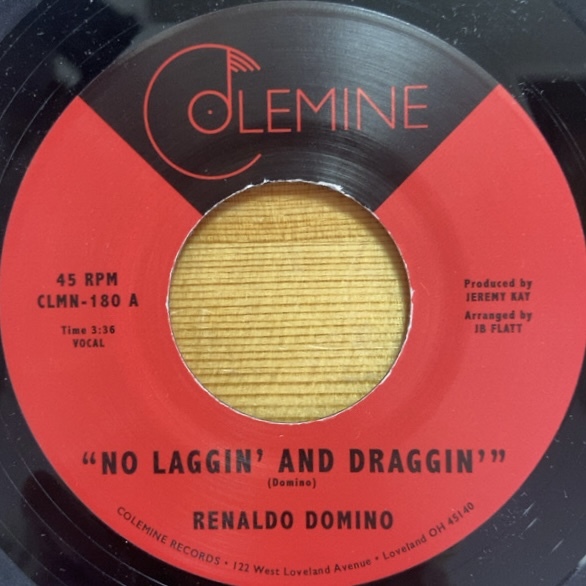 COLEMINE
45 RPM
CLMN-180 A
Time 3:36
VOCAL
Produced by
JEREMY KAY
Arranged by
JB FLATT
“NO LAGGIN’ AND DRAGGIN’”
(Domino)
RENALDO DOMINO
COLEMINE RECORDS • 122 West Loveland Avenue • Loveland OH 45140